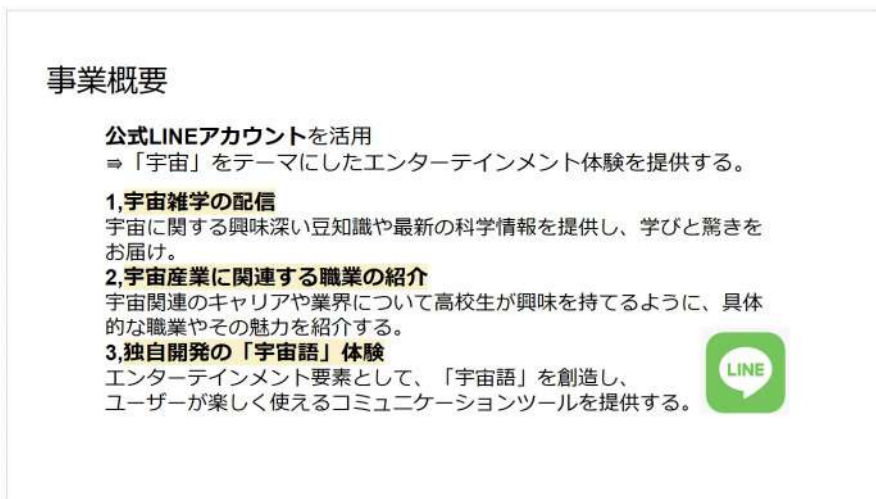 事業概要
公式LINEアカウントを活用
⇒「宇宙」をテーマにしたエンターテインメント体験を提供する。
1,宇宙雑学の配信
宇宙に関する興味深い豆知識や最新の科学情報を提供し、学びと驚きを
お届け。
2,宇宙産業に関連する職業の紹介
宇宙関連のキャリアや業界について高校生が興味を持てるように、具体
的な職業やその魅力を紹介する。
3,独自開発の「宇宙語」体験
エンターテインメント要素として、「宇宙語」を創造し、
ユーザーが楽しく使えるコミュニケーションツールを提供する。
LINE